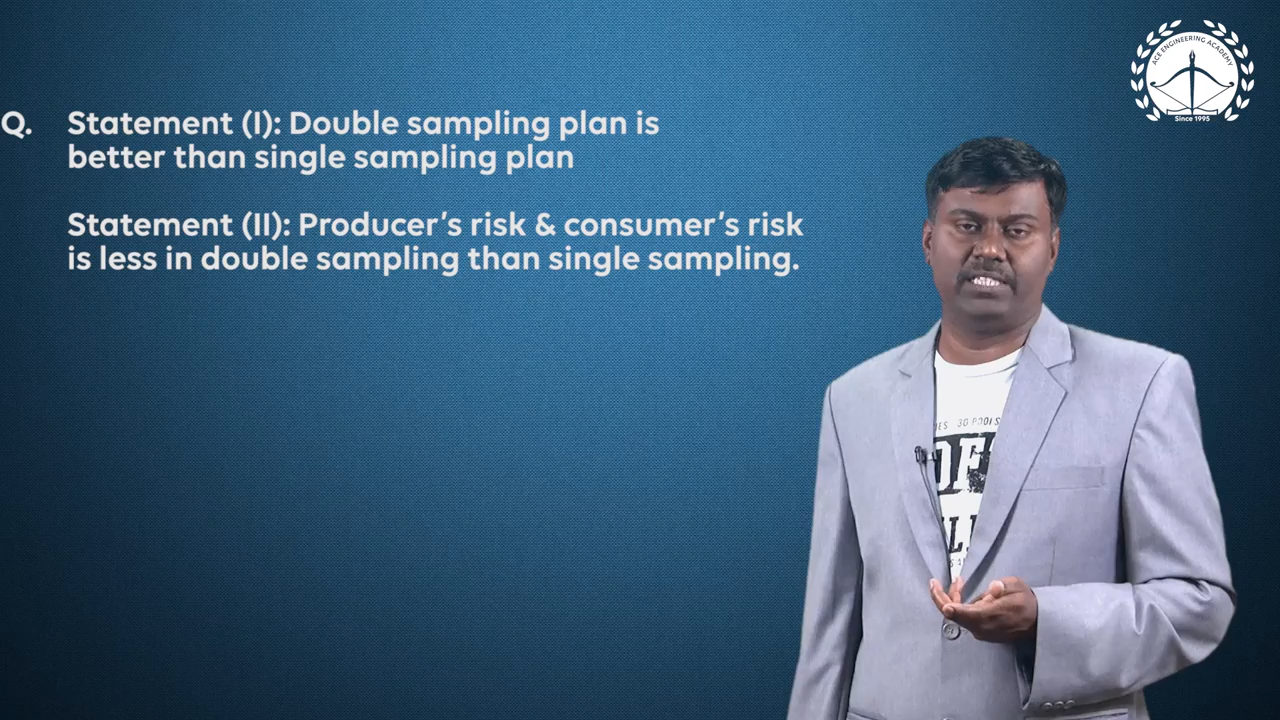 ACE ENGINEERING ACADEMY
Since 1995
Q. Statement (I): Double sampling plan is
better than single sampling plan
Statement (II): Producer's risk & consumer's risk
is less in double sampling than single sampling.